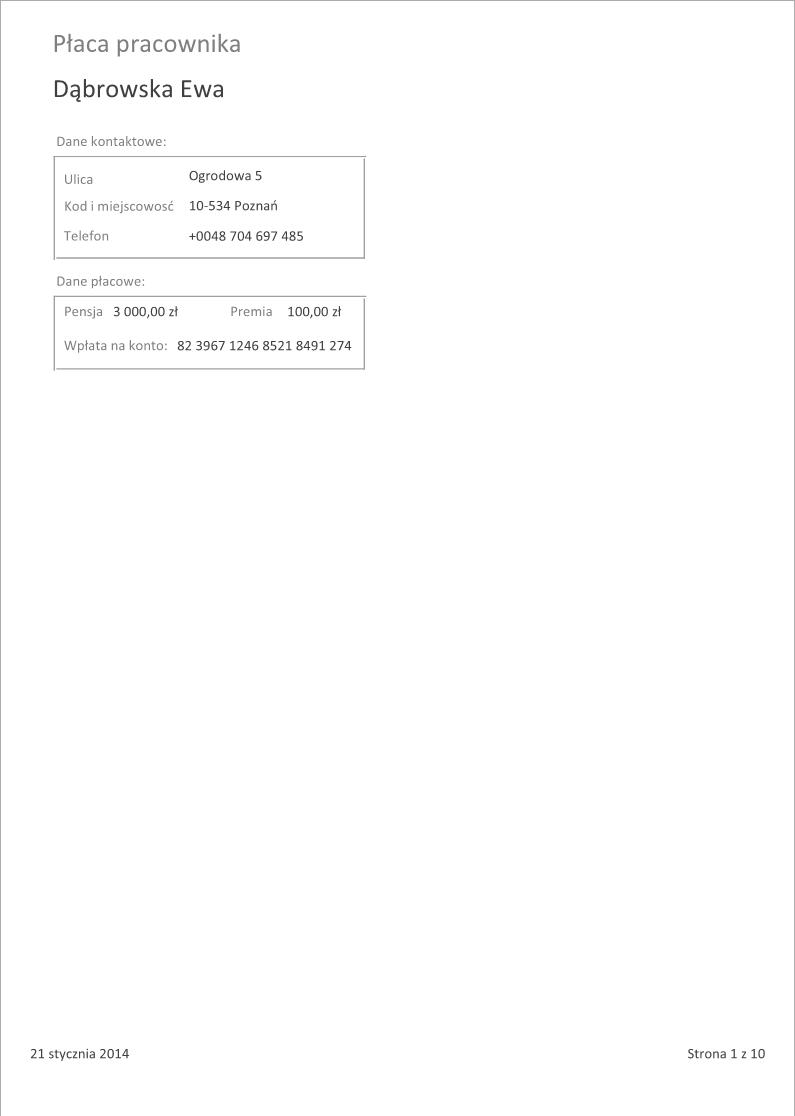 Płaca pracownika
Dąbrowska Ewa
Dane kontaktowe:
Ulica Ogrodowa 5
Kod i miejscowość 10-534 Poznań
Telefon +0048 704 697 485
Dane płacowe:
Pensja 3 000,00 zł Premia 100,00 zł
Wpłata na konto: 82 3967 1246 8521 8491 274
21 stycznia 2014 Strona 1 z 10